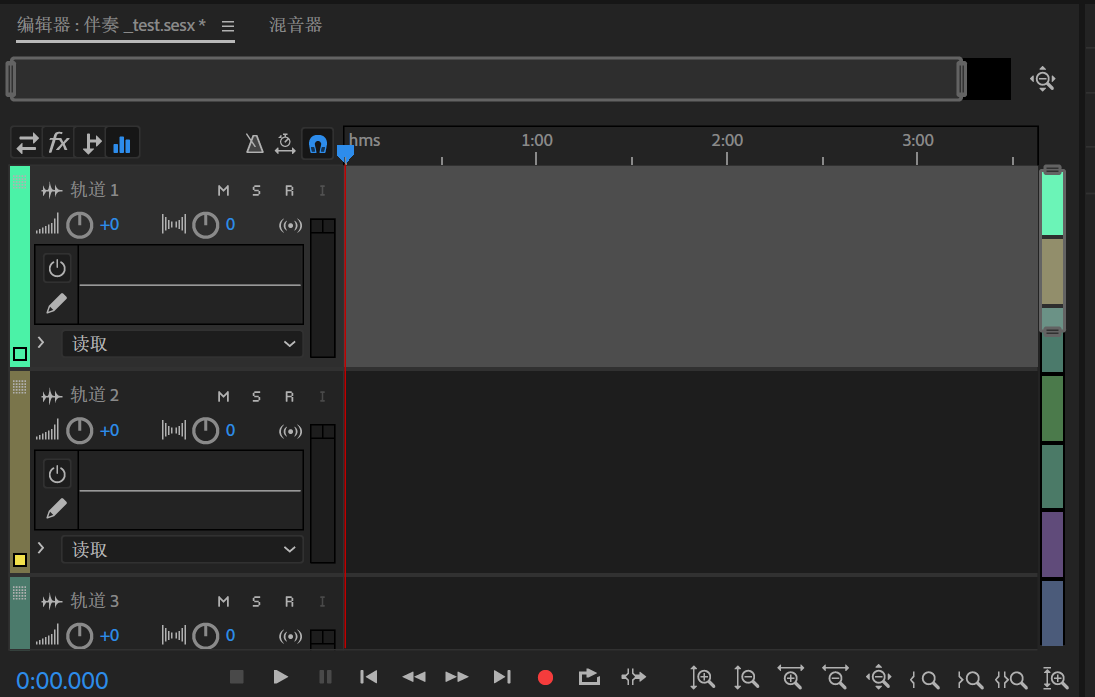 编辑器 : 伴奏 _test.sesx * 混音器
fx hms 1:00 2:00 3:00
轨道 1 M S R I
+0 0
读取
轨道 2 M S R I
+0 0
读取
轨道 3 M S R I
+0 0
0:00.000